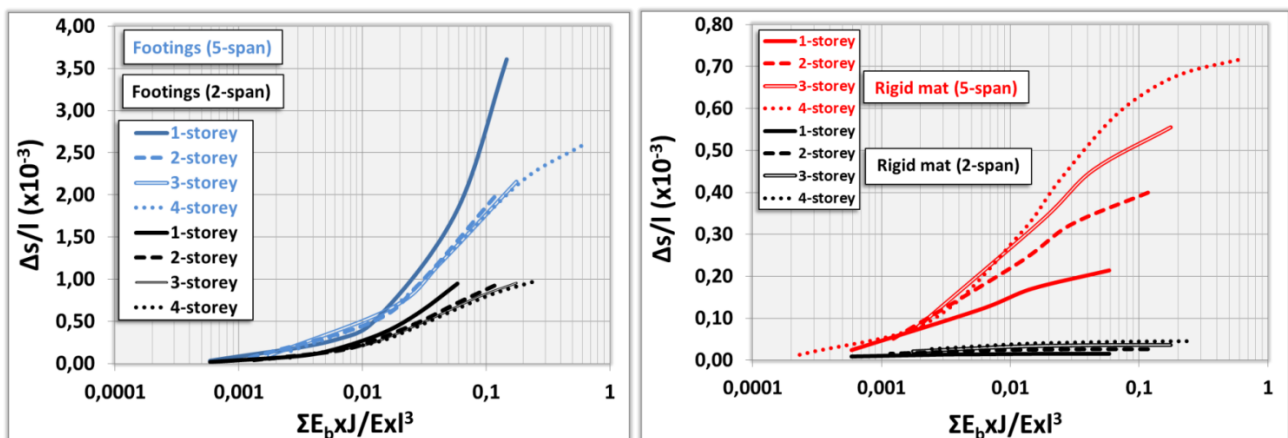 4,00
3,50
3,00
2,50
2,00
1,50
1,00
0,50
0,00
Δs/l (x10⁻³)
Footings (5-span)
Footings (2-span)
1-storey
2-storey
3-storey
4-storey
1-storey
2-storey
3-storey
4-storey
0,0001
0,001
0,01
0,1
1
ΣE_bxJ/Exl³
0,80
0,70
0,60
0,50
0,40
0,30
0,20
0,10
0,00
Δs/l (x10⁻³)
1-storey
2-storey
3-storey
4-storey
1-storey
2-storey
3-storey
4-storey
Rigid mat (5-span)
Rigid mat (2-span)
0,0001
0,001
0,01
0,1
1
ΣE_bxJ/Exl³